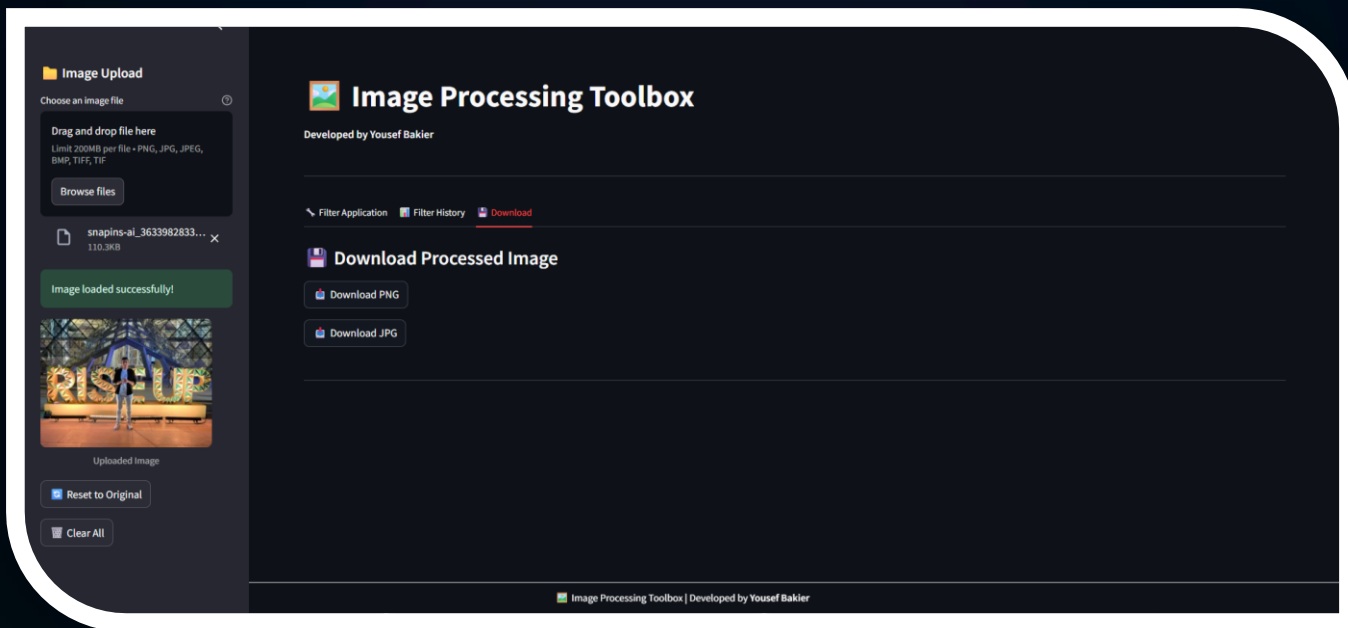 Image Upload
Choose an image file
Drag and drop file here
Limit 200MB per file • PNG, JPG, JPEG,
BMP, TIFF, TIF
Browse files
snapins-ai_3633982833...
110.3KB
Image loaded successfully!
RISE UP
Uploaded Image
Reset to Original
Clear All
Image Processing Toolbox
Developed by Yousef Bakier
Filter Application Filter History Download
Download Processed Image
Download PNG
Download JPG
Image Processing Toolbox | Developed by Yousef Bakier